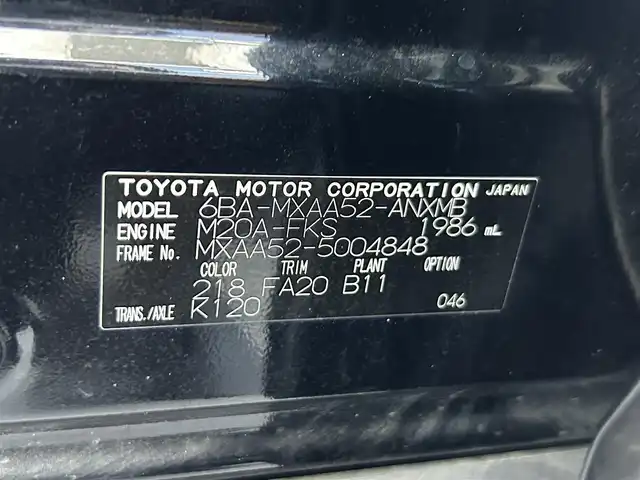 TOYOTA MOTOR CORPORATION JAPAN
MODEL 6BA-MXAA52-ANXMB
ENGINE M20A-FKS 1986 mL
FRAME No. MXAA52-5004848
COLOR TRIM PLANT OPTION
218 FA20 B11
TRANS./AXLE K120 046